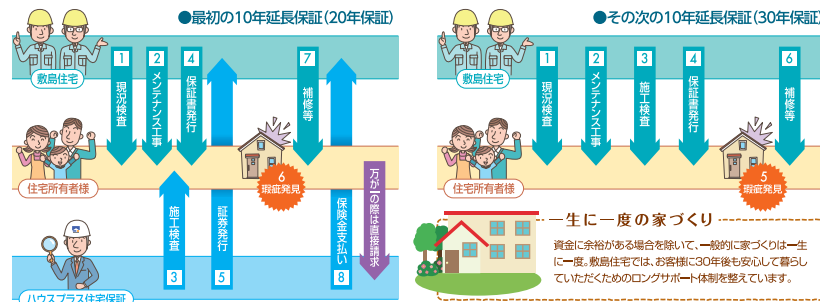 ●最初の10年延長保証（20年保証）
敷島住宅
1 現況検査
2 メンテナンス工事
4 保証書発行
7 補修等
住宅所有者様
6
瑕疵発見
施工検査 3
証券発行 5
保険金支払い 8
万が一の際は直接請求
ハウスプラス住宅保証
●その次の10年延長保証（30年保証）
敷島住宅
1 現況検査
2 メンテナンス工事
3 施工検査
4 保証書発行
6 補修等
住宅所有者様
5
瑕疵発見
一生に一度の家づくり
資金に余裕がある場合を除いて、一般的に家づくりは一生
に一度。敷島住宅では、お客様に30年後も安心して暮らし
ていただくためのロングサポート体制を整えています。